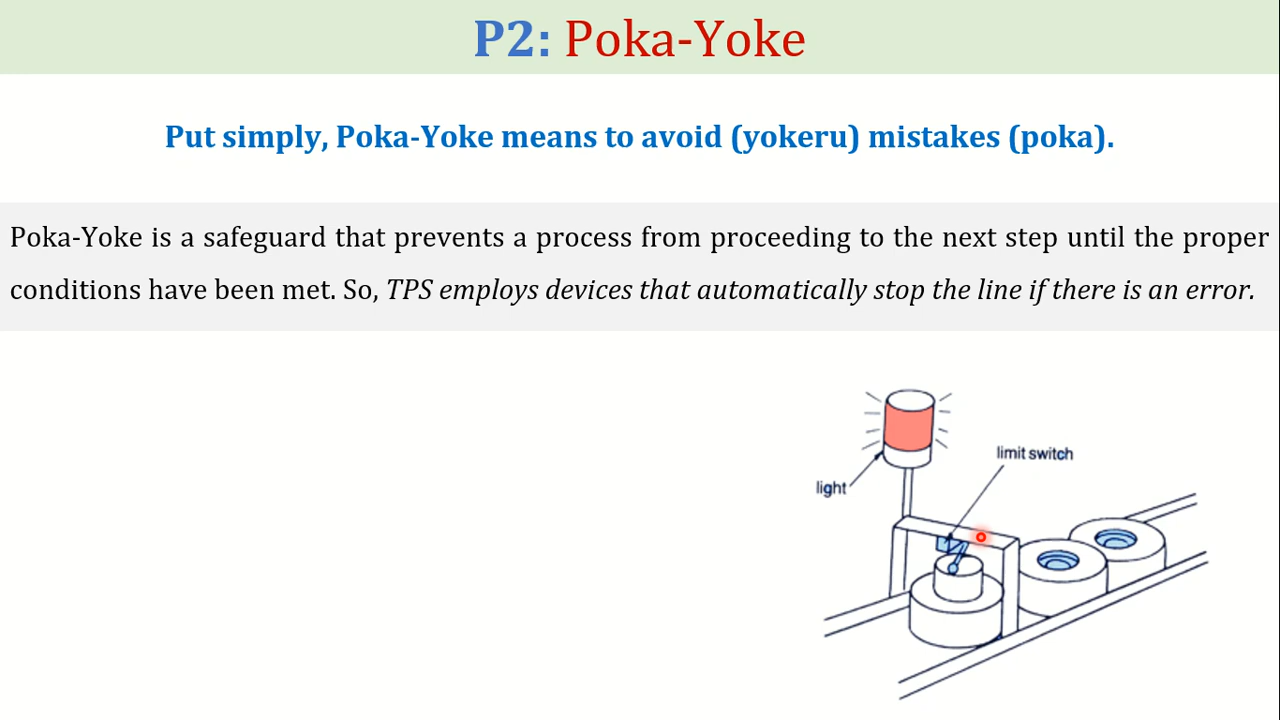 P2: Poka-Yoke
Put simply, Poka-Yoke means to avoid (yokeru) mistakes (poka).
Poka-Yoke is a safeguard that prevents a process from proceeding to the next step until the proper
conditions have been met. So, TPS employs devices that automatically stop the line if there is an error.
limit switch
light